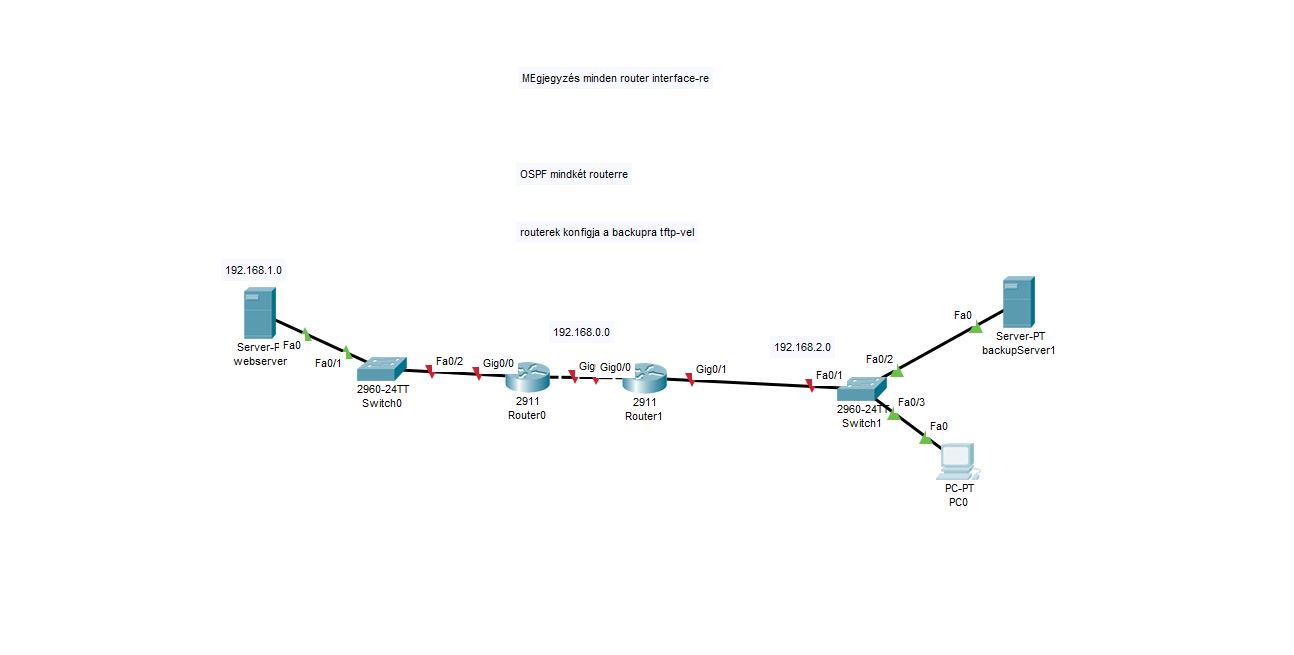 MEgjegyzés minden router interface-re
OSPF mindkét routerre
routerek konfigja a backupra tftp-vel
192.168.1.0
Fa0
Fa0/1
webserver
2960-24TT
Switch0
Fa0/2
Gig0/0
2911
Router0
192.168.0.0
Gig0/0
2911
Router1
Gig0/1
192.168.2.0
Fa0/1
Fa0/2
2960-24TT
Switch1
Fa0
Server-PT
backupServer1
Fa0/3
Fa0
PC-PT
PC0